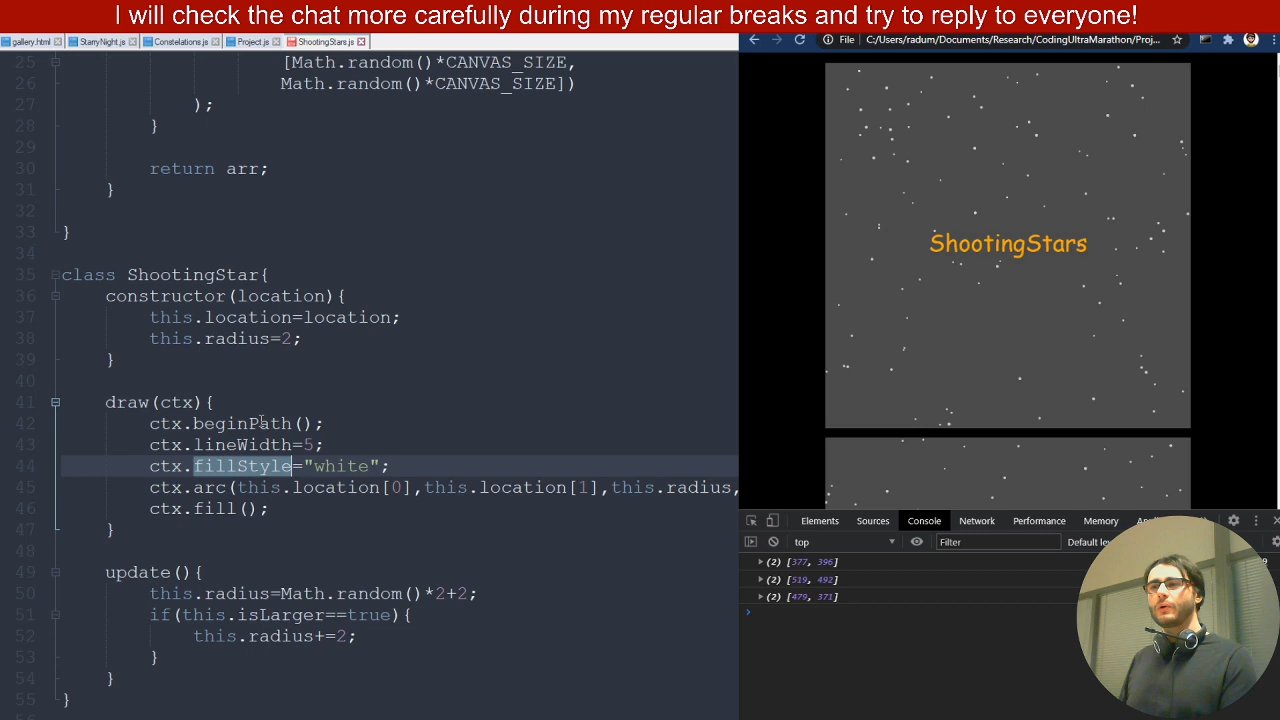 I will check the chat more carefully during my regular breaks and try to reply to everyone!
gallery.html StarryNight.js Constelations.js Project.js ShootingStars.js
File C:/Users/radum/Documents/Research/CodingUltraMarathon/Proj...
25 [Math.random()*CANVAS_SIZE,
26 Math.random()*CANVAS_SIZE])
27 );
28 }
29
30 return arr;
31 }
32
33 }
34
35 class ShootingStar{
36 constructor(location){
37 this.location=location;
38 this.radius=2;
39 }
40
41 draw(ctx){
42 ctx.beginPath();
43 ctx.lineWidth=5;
44 ctx.fillStyle="white";
45 ctx.arc(this.location[0],this.location[1],this.radius,
46 ctx.fill();
47 }
48
49 update(){
50 this.radius=Math.random()*2+2;
51 if(this.isLarger==true){
52 this.radius+=2;
53 }
54 }
55 }
ShootingStars
Elements Sources Console Network Performance Memory
top Filter Default
(2) [377, 396]
(2) [519, 492]
(2) [479, 371]